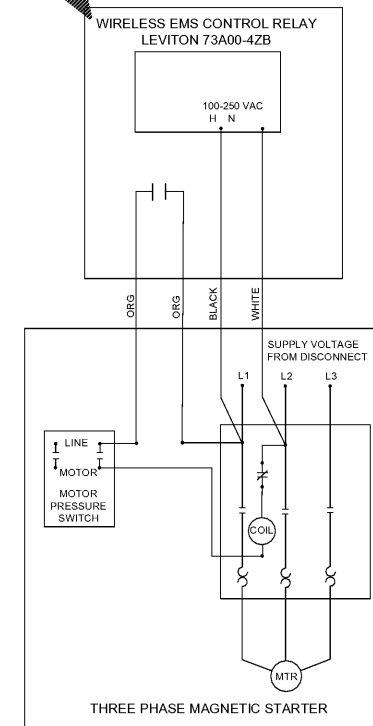 WIRELESS EMS CONTROL RELAY
LEVITON 73A00-4ZB
100-250 VAC
H N
ORG
ORG
BLACK
WHITE
SUPPLY VOLTAGE
FROM DISCONNECT
L1 L2 L3
LINE
MOTOR
MOTOR
PRESSURE
SWITCH
COIL
MTR
THREE PHASE MAGNETIC STARTER